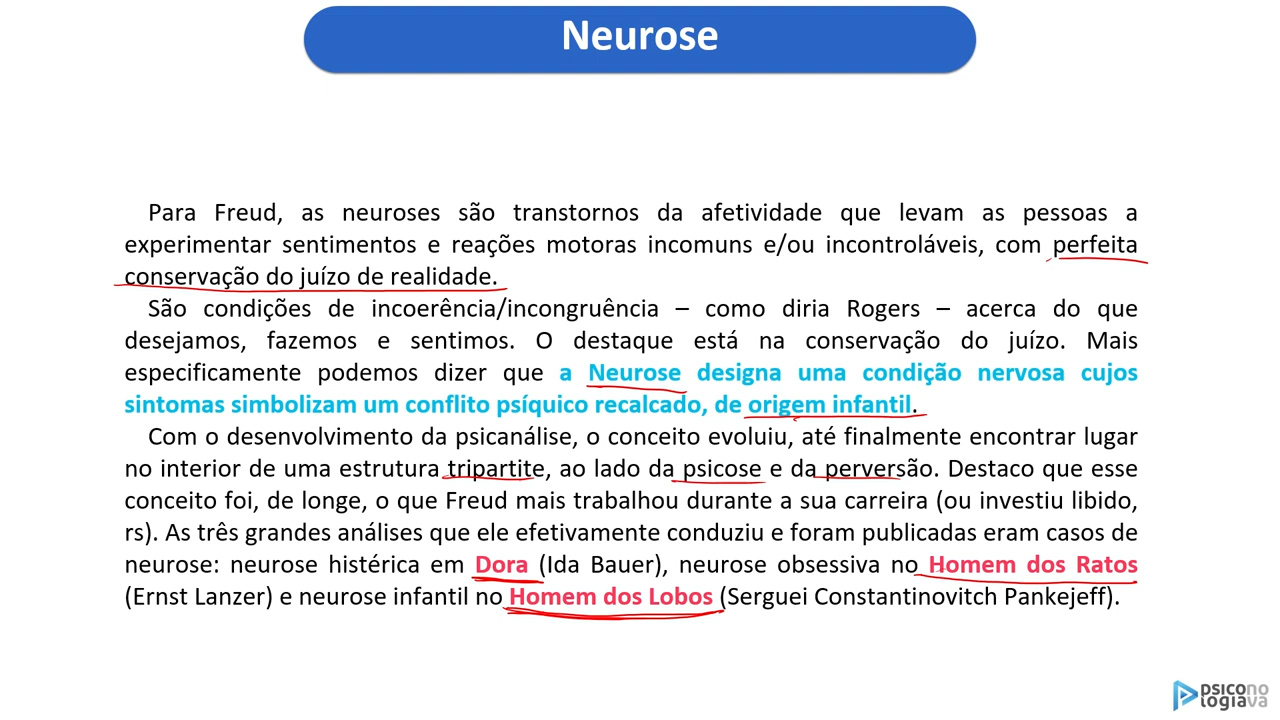 Neurose
Para Freud, as neuroses são transtornos da afetividade que levam as pessoas a
experimentar sentimentos e reações motoras incomuns e/ou incontroláveis, com perfeita
conservação do juízo de realidade.
São condições de incoerência/incongruência – como diria Rogers – acerca do que
desejamos, fazemos e sentimos. O destaque está na conservação do juízo. Mais
especificamente podemos dizer que a Neurose designa uma condição nervosa cujos
sintomas simbolizam um conflito psíquico recalcado, de origem infantil.
Com o desenvolvimento da psicanálise, o conceito evoluiu, até finalmente encontrar lugar
no interior de uma estrutura tripartite, ao lado da psicose e da perversão. Destaco que esse
conceito foi, de longe, o que Freud mais trabalhou durante a sua carreira (ou investiu libido,
rs). As três grandes análises que ele efetivamente conduziu e foram publicadas eram casos de
neurose: neurose histérica em Dora (Ida Bauer), neurose obsessiva no Homem dos Ratos
(Ernst Lanzer) e neurose infantil no Homem dos Lobos (Serguei Constantinovitch Pankejeff).
psicono
logiava